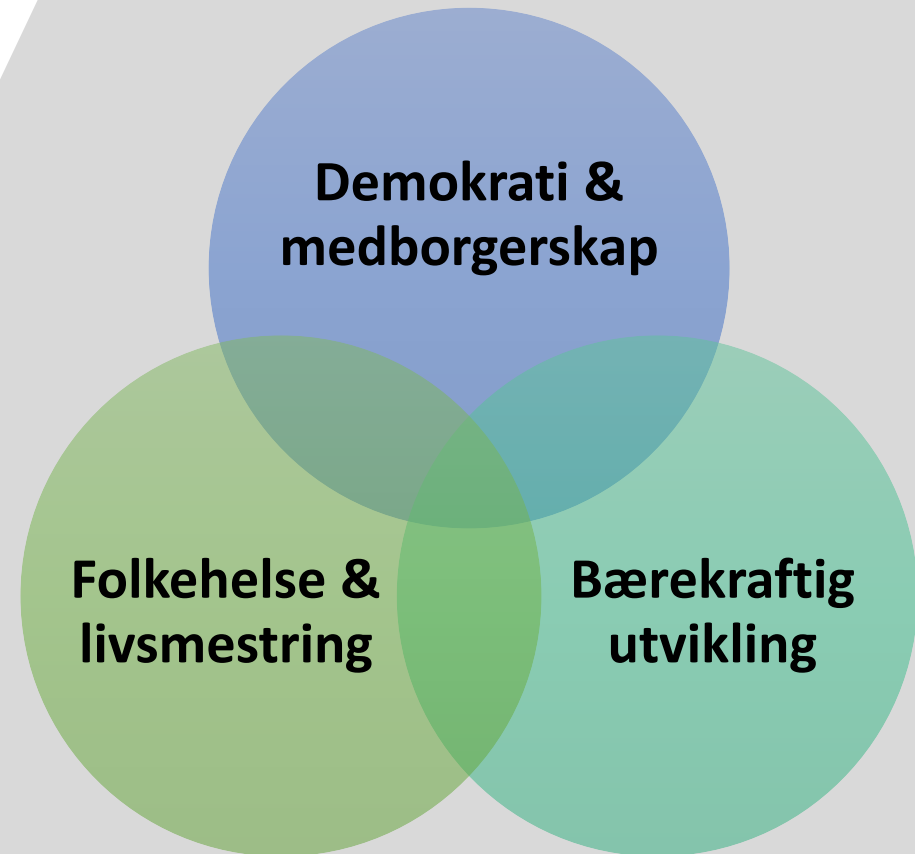 Demokrati &
medborgerskap
Folkehelse &
livsmestring
Bærekraftig
utvikling